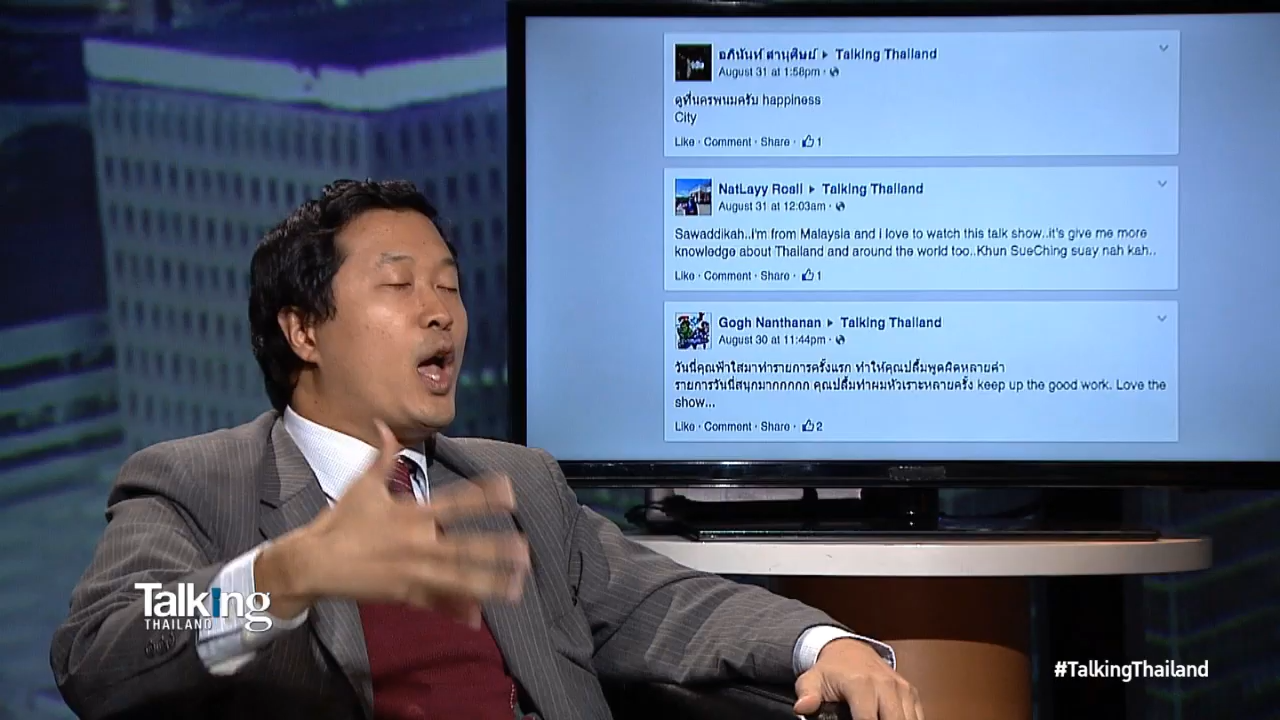 อภินันท์ สานุศิษย์ ▸ Talking Thailand
August 31 at 1:58pm ·
ดูที่นครพนมครับ happiness
City
Like · Comment · Share · 1
NatLayy Roall ▸ Talking Thailand
August 31 at 12:03am ·
Sawaddikah..i'm from Malaysia and i love to watch this talk show..it's give me more
knowledge about Thailand and around the world too..Khun SueChing suay nah kah..
Like · Comment · Share · 1
Gogh Nanthanan ▸ Talking Thailand
August 30 at 11:44pm ·
วันนี้คุณฟ้าใสมาทำรายการครั้งแรก ทำให้คุณปลื้มพูดผิดหลายคำ
รายการวันนี้สนุกมากกกกก คุณปลื้มทำผมหัวเราะหลายครั้ง keep up the good work. Love the
show...
Like · Comment · Share · 2
Talking
THAILAND
#TalkingThailand